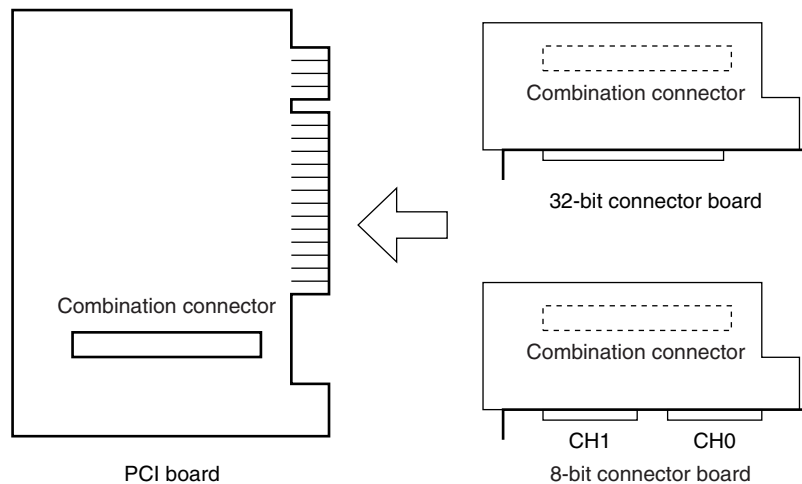 Combination connector
PCI board
Combination connector
32-bit connector board
Combination connector
CH1 CH0
8-bit connector board